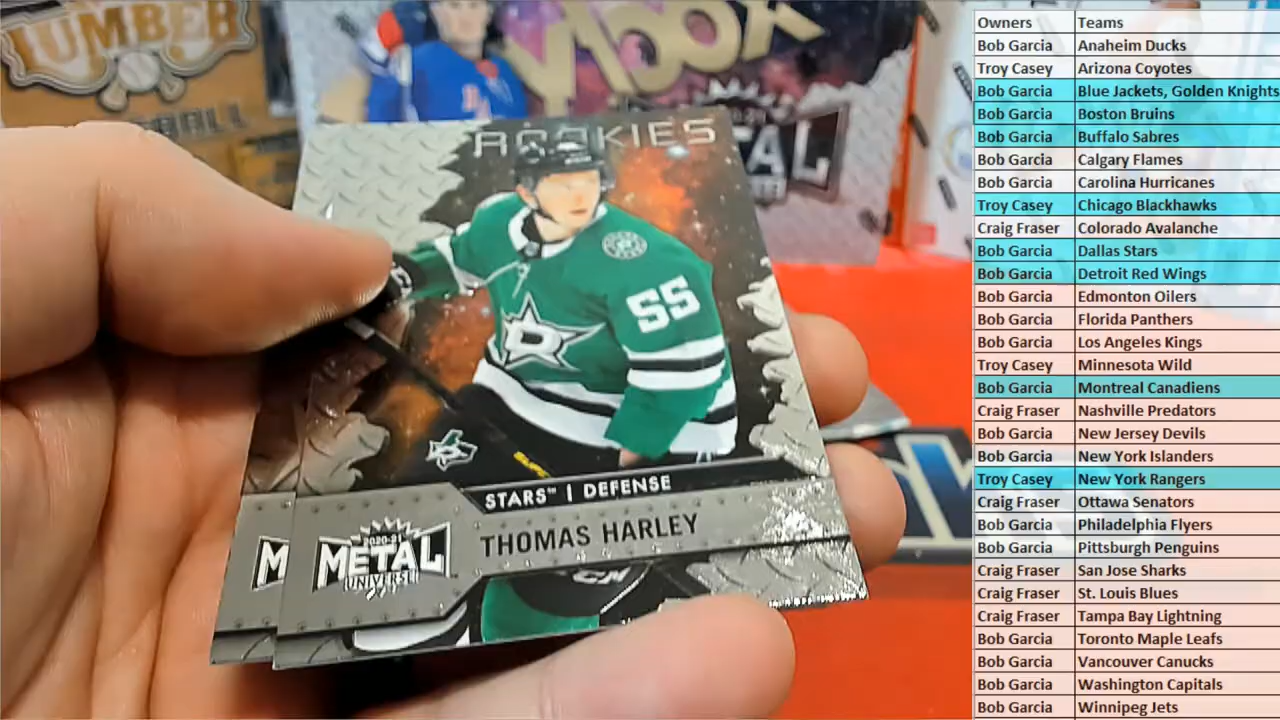 LUMBER
BALL
YBOX
ROOKIES
TAL
55
D
STARS™ | DEFENSE
THOMAS HARLEY
2020-21
METAL
UNIVERSE
M
CCM
Owners Teams
Bob Garcia Anaheim Ducks
Troy Casey Arizona Coyotes
Bob Garcia Blue Jackets, Golden Knights
Bob Garcia Boston Bruins
Bob Garcia Buffalo Sabres
Bob Garcia Calgary Flames
Bob Garcia Carolina Hurricanes
Troy Casey Chicago Blackhawks
Craig Fraser Colorado Avalanche
Bob Garcia Dallas Stars
Bob Garcia Detroit Red Wings
Bob Garcia Edmonton Oilers
Bob Garcia Florida Panthers
Bob Garcia Los Angeles Kings
Troy Casey Minnesota Wild
Bob Garcia Montreal Canadiens
Craig Fraser Nashville Predators
Bob Garcia New Jersey Devils
Bob Garcia New York Islanders
Troy Casey New York Rangers
Craig Fraser Ottawa Senators
Bob Garcia Philadelphia Flyers
Bob Garcia Pittsburgh Penguins
Craig Fraser San Jose Sharks
Craig Fraser St. Louis Blues
Craig Fraser Tampa Bay Lightning
Bob Garcia Toronto Maple Leafs
Bob Garcia Vancouver Canucks
Bob Garcia Washington Capitals
Bob Garcia Winnipeg Jets